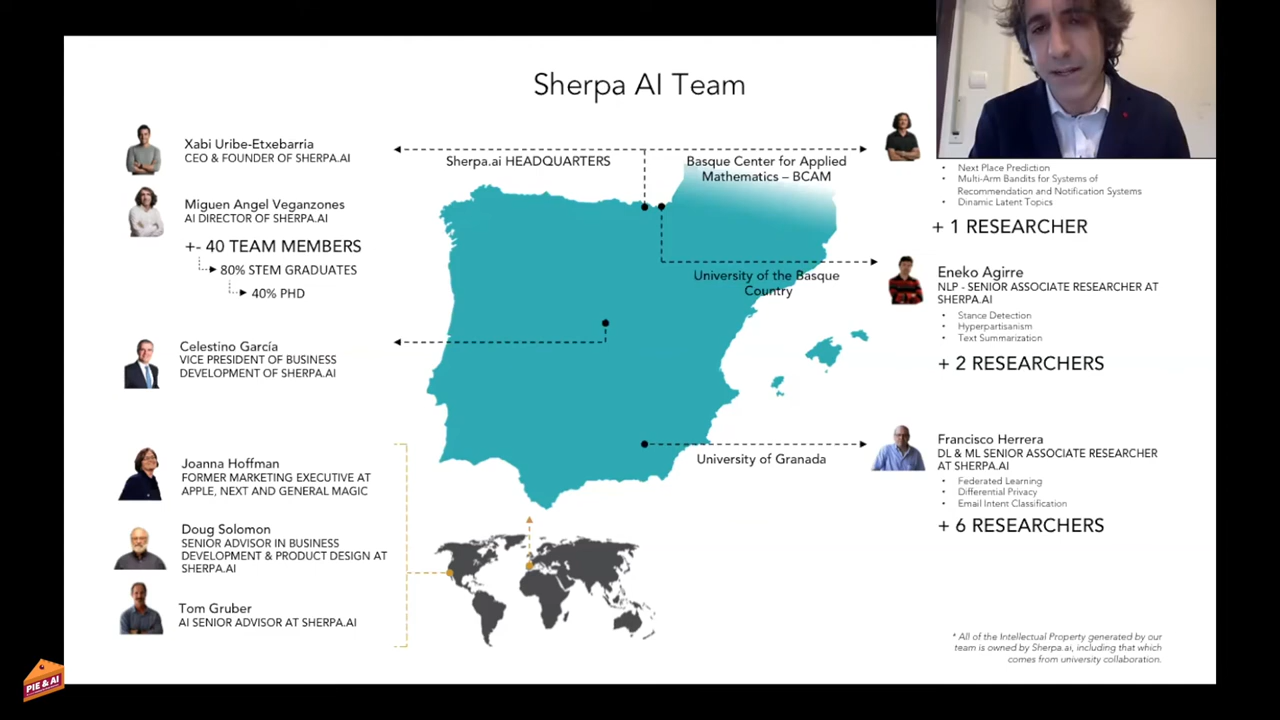 Sherpa AI Team
Xabi Uribe-Etxebarria
CEO & FOUNDER OF SHERPA.AI
Miguen Angel Veganzones
AI DIRECTOR OF SHERPA.AI
+- 40 TEAM MEMBERS
80% STEM GRADUATES
40% PHD
Celestino García
VICE PRESIDENT OF BUSINESS
DEVELOPMENT OF SHERPA.AI
Joanna Hoffman
FORMER MARKETING EXECUTIVE AT
APPLE, NEXT AND GENERAL MAGIC
Doug Solomon
SENIOR ADVISOR IN BUSINESS
DEVELOPMENT & PRODUCT DESIGN AT
SHERPA.AI
Tom Gruber
AI SENIOR ADVISOR AT SHERPA.AI
Sherpa.ai HEADQUARTERS
Basque Center for Applied
Mathematics – BCAM
University of the Basque
Country
University of Granada
• Next Place Prediction
• Multi-Arm Bandits for Systems of
Recommendation and Notification Systems
• Dinamic Latent Topics
+ 1 RESEARCHER
Eneko Agirre
NLP - SENIOR ASSOCIATE RESEARCHER AT
SHERPA.AI
• Stance Detection
• Hyperpartisanism
• Text Summarization
+ 2 RESEARCHERS
Francisco Herrera
DL & ML SENIOR ASSOCIATE RESEARCHER
AT SHERPA.AI
• Federated Learning
• Differential Privacy
• Email Intent Classification
+ 6 RESEARCHERS
* All of the Intellectual Property generated by our
team is owned by Sherpa.ai, including that which
comes from university collaboration.
PIE & AI